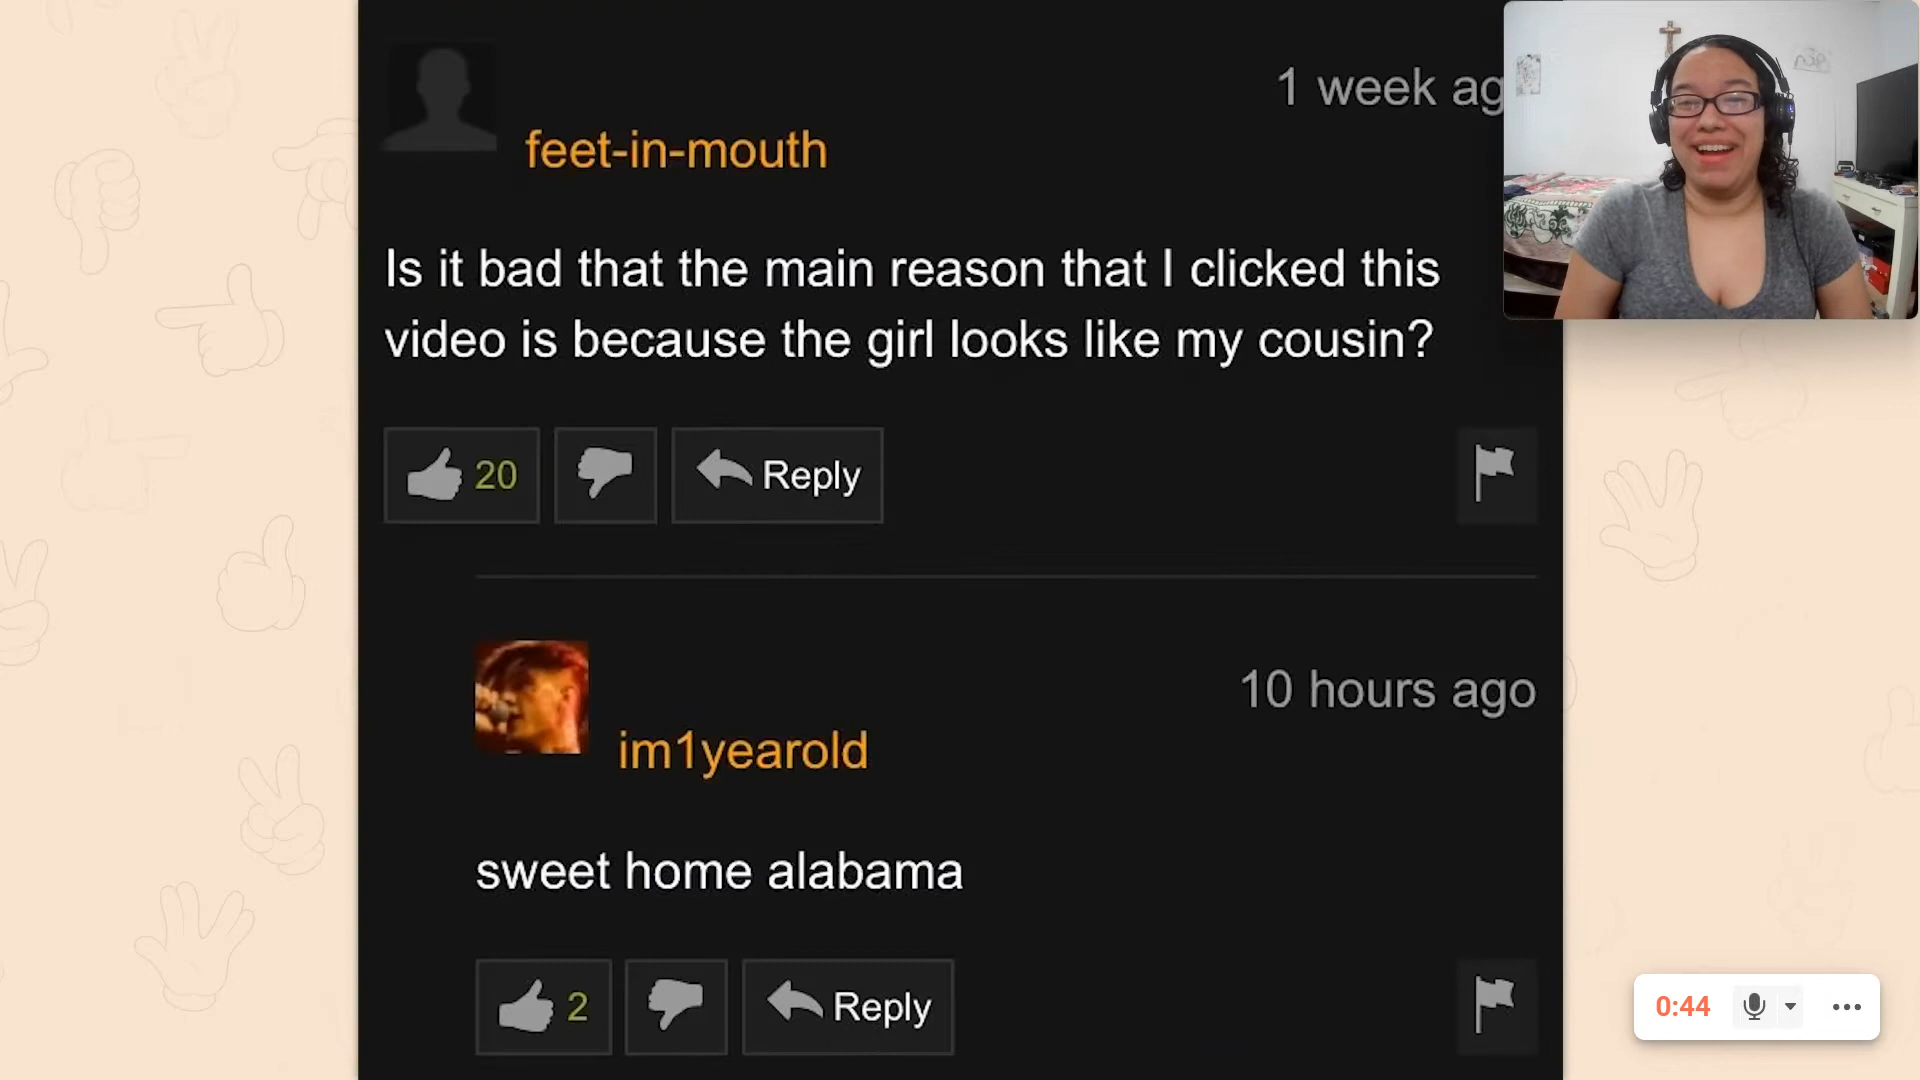 1 week ag
feet-in-mouth
Is it bad that the main reason that I clicked this
video is because the girl looks like my cousin?
20
Reply
10 hours ago
im1yearold
sweet home alabama
2
Reply
0:44